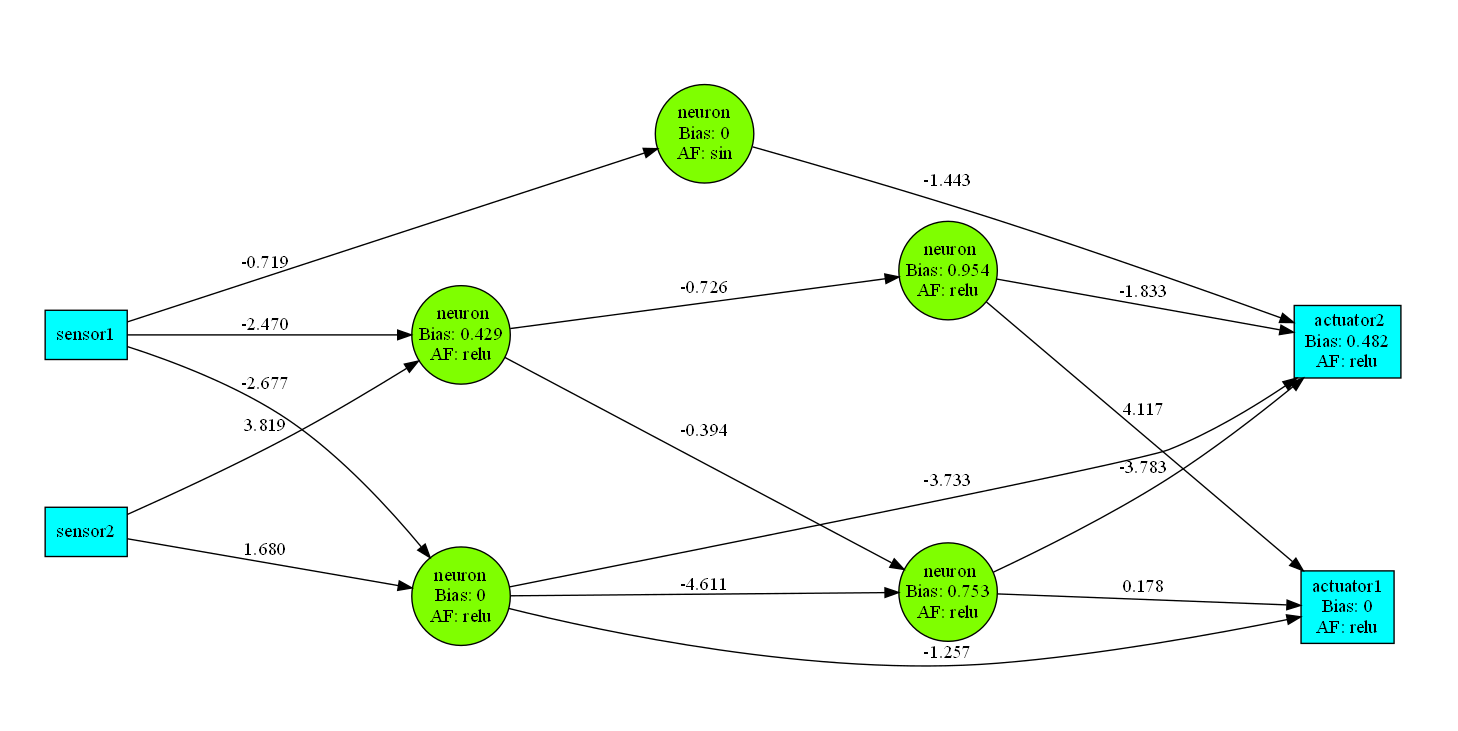 neuron
Bias: 0
AF: sin
-1.443
-0.719
neuron
Bias: 0.954
AF: relu
-0.726
-1.833
sensor1
-2.470
neuron
Bias: 0.429
AF: relu
actuator2
Bias: 0.482
AF: relu
-2.677
3.819
-0.394
4.117
-3.733
-3.783
sensor2
1.680
neuron
Bias: 0
AF: relu
-4.611
neuron
Bias: 0.753
AF: relu
0.178
actuator1
Bias: 0
AF: relu
-1.257